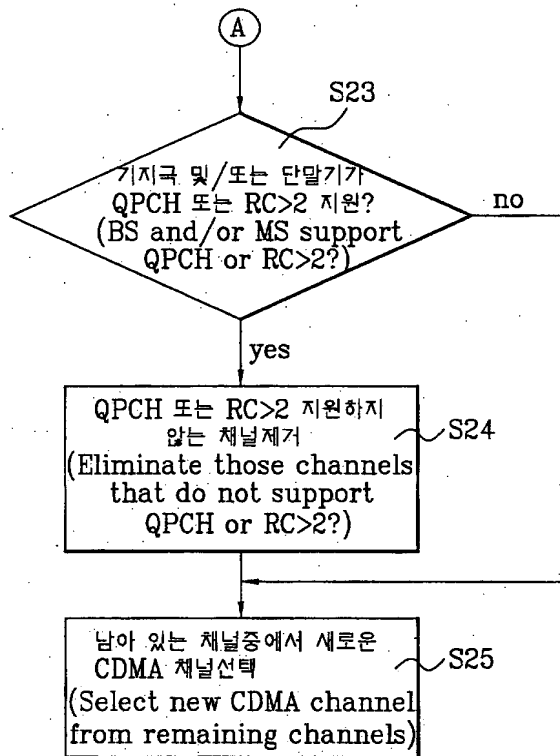 A
S23
기지국 및/또는 단말기가
QPCH 또는 RC>2 지원?
(BS and/or MS support
QPCH or RC>2?)
no
yes
QPCH 또는 RC>2 지원하지
않는 채널제거
(Eliminate those channels
that do not support
QPCH or RC>2?)
S24
남아 있는 채널중에서 새로운
CDMA 채널선택
(Select new CDMA channel
from remaining channels)
S25